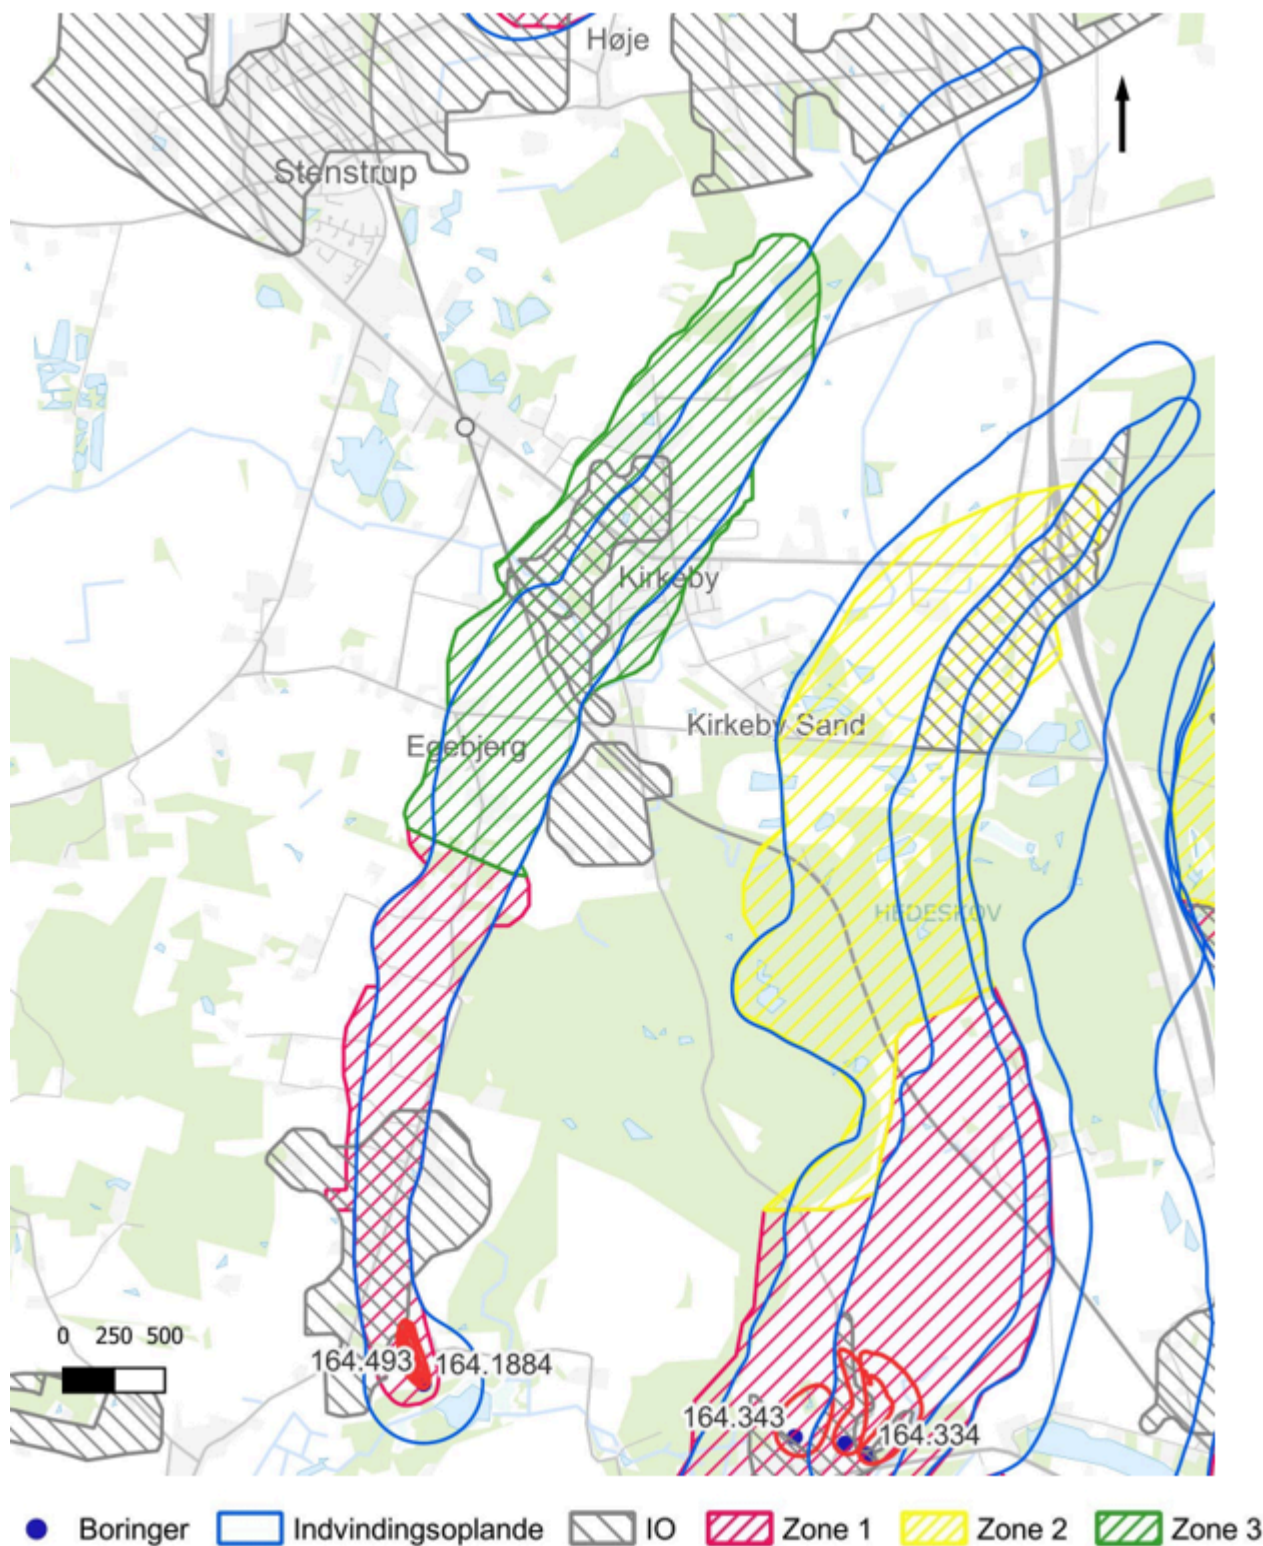 Høje
Stenstrup
Kirkeby
Kirkeby Sand
Egebjerg
HEDESKOV
0 250 500
164.493 164.1884
164.343 164.334
Boringer Indvindingsoplande IO Zone 1 Zone 2 Zone 3